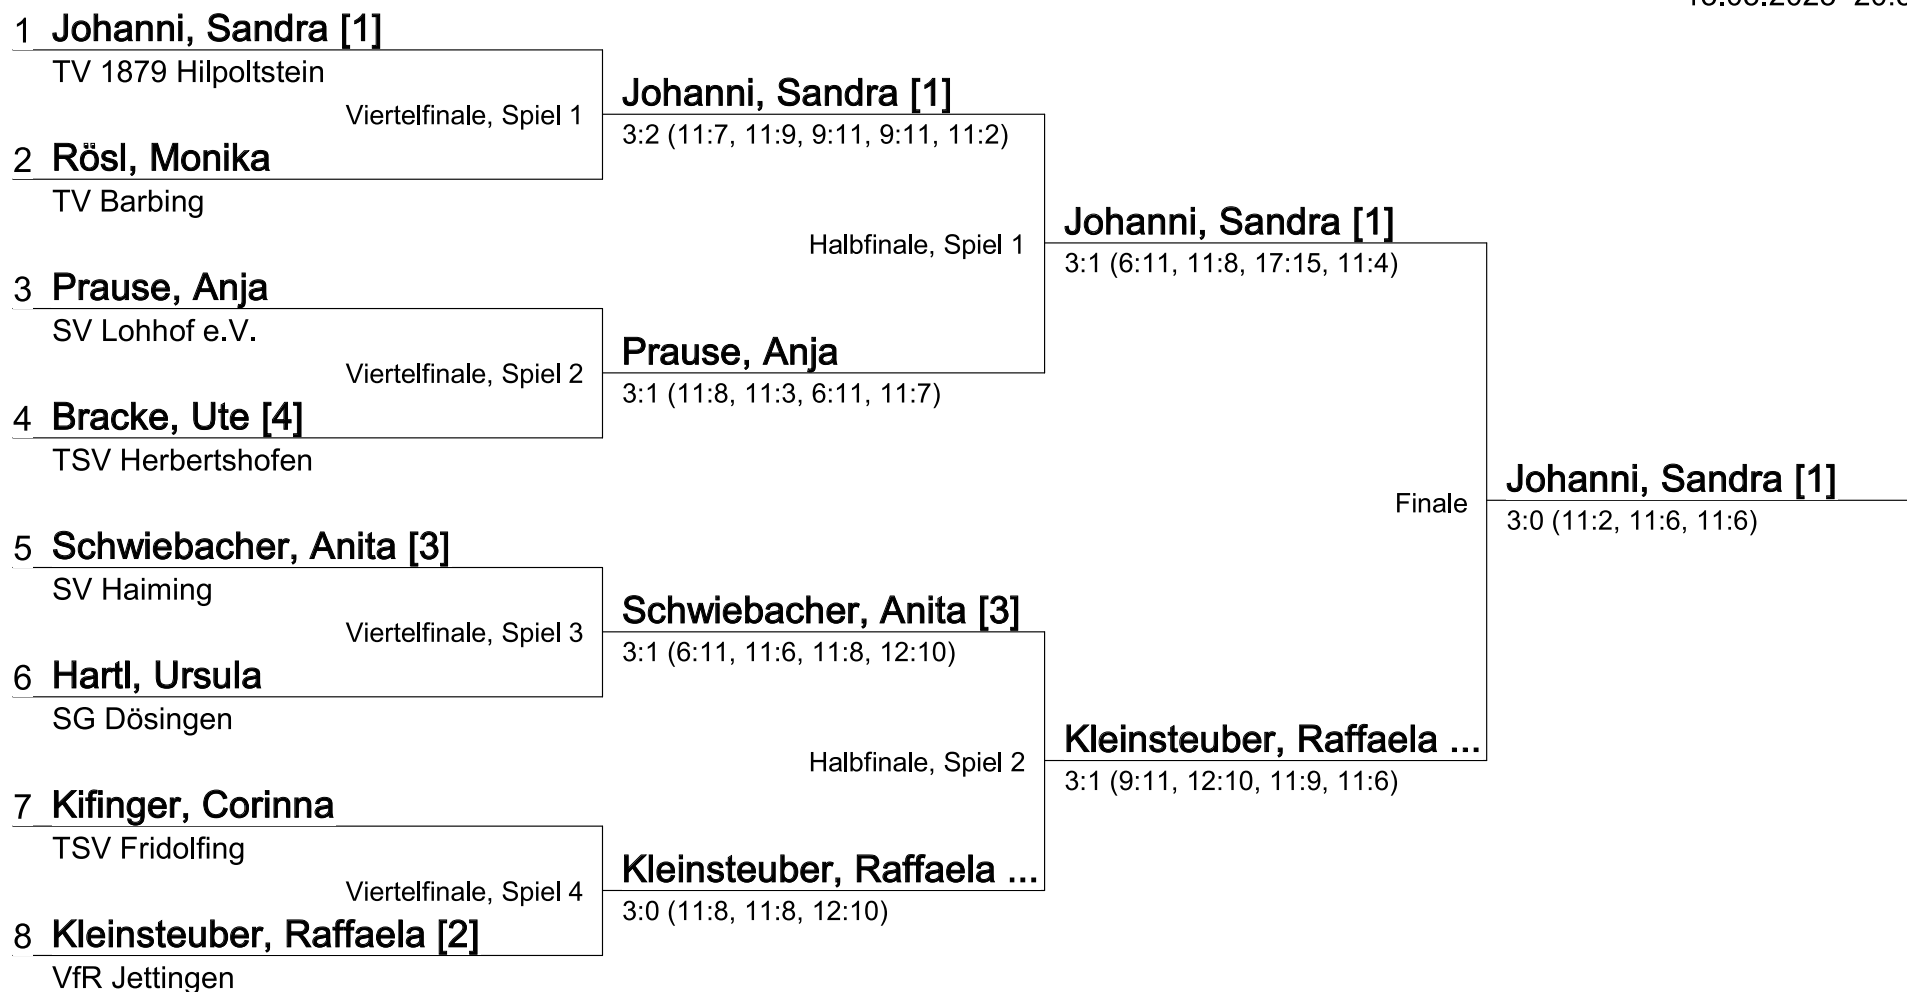 1 Johanni, Sandra [1]
TV 1879 Hilpoltstein
Viertelfinale, Spiel 1
Johanni, Sandra [1]
3:2 (11:7, 11:9, 9:11, 9:11, 11:2)
2 Rösl, Monika
TV Barbing
Halbfinale, Spiel 1
Johanni, Sandra [1]
3:1 (6:11, 11:8, 17:15, 11:4)
3 Prause, Anja
SV Lohhof e.V.
Viertelfinale, Spiel 2
Prause, Anja
3:1 (11:8, 11:3, 6:11, 11:7)
4 Bracke, Ute [4]
TSV Herbertshofen
Finale
Johanni, Sandra [1]
3:0 (11:2, 11:6, 11:6)
5 Schwiebacher, Anita [3]
SV Haiming
Viertelfinale, Spiel 3
Schwiebacher, Anita [3]
3:1 (6:11, 11:6, 11:8, 12:10)
6 Hartl, Ursula
SG Dösingen
Halbfinale, Spiel 2
Kleinsteuber, Raffaela ...
3:1 (9:11, 12:10, 11:9, 11:6)
7 Kifinger, Corinna
TSV Fridolfing
Viertelfinale, Spiel 4
Kleinsteuber, Raffaela ...
3:0 (11:8, 11:8, 12:10)
8 Kleinsteuber, Raffaela [2]
VfR Jettingen